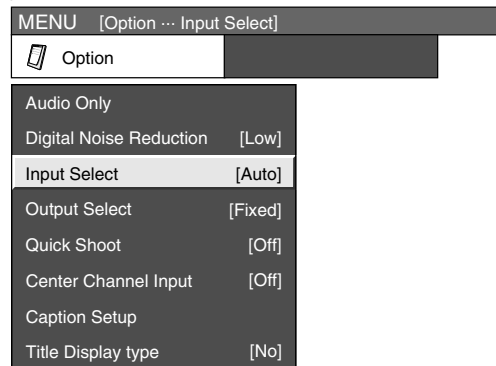 MENU [Option ··· Input Select]
Option
Audio Only
Digital Noise Reduction [Low]
Input Select [Auto]
Output Select [Fixed]
Quick Shoot [Off]
Center Channel Input [Off]
Caption Setup
Title Display type [No]